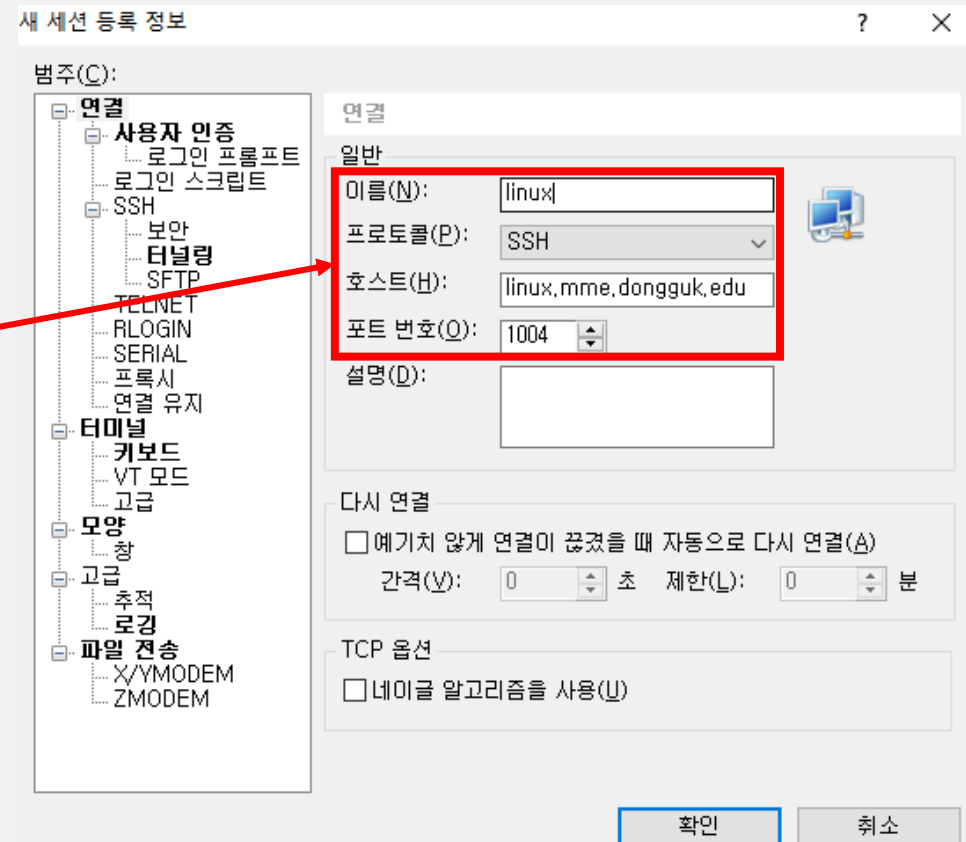 새 세션 등록 정보 ? ×
범주(C):
연결
사용자 인증
로그인 프롬프트
로그인 스크립트
SSH
보안
터널링
SFTP
TELNET
RLOGIN
SERIAL
프록시
연결 유지
터미널
키보드
VT 모드
고급
모양
창
고급
추적
로깅
파일 전송
X/YMODEM
ZMODEM
연결
일반
이름(N): linux
프로토콜(P): SSH
호스트(H): linux.mme.dongguk.edu
포트 번호(O): 1004
설명(D):
다시 연결
예기치 않게 연결이 끊겼을 때 자동으로 다시 연결(A)
간격(V): 0 초 제한(L): 0 분
TCP 옵션
네이글 알고리즘을 사용(U)
확인 취소